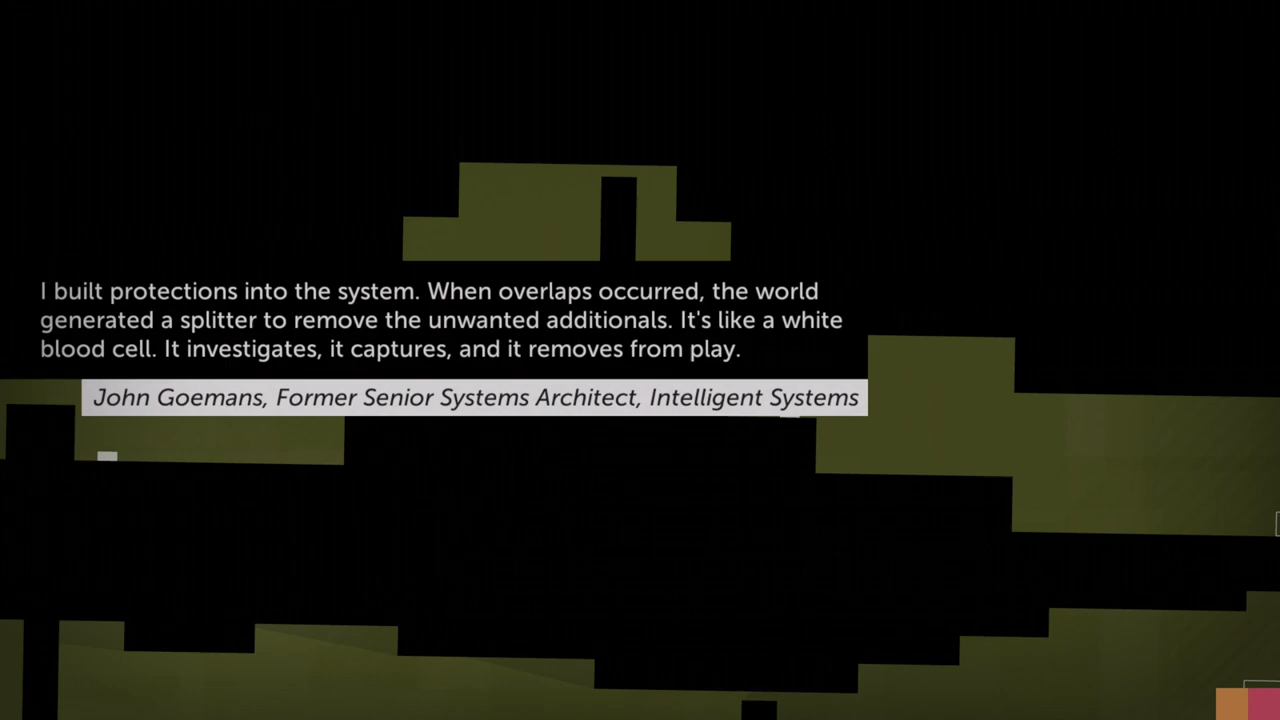 I built protections into the system. When overlaps occurred, the world
generated a splitter to remove the unwanted additionals. It's like a white
blood cell. It investigates, it captures, and it removes from play.
John Goemans, Former Senior Systems Architect, Intelligent Systems